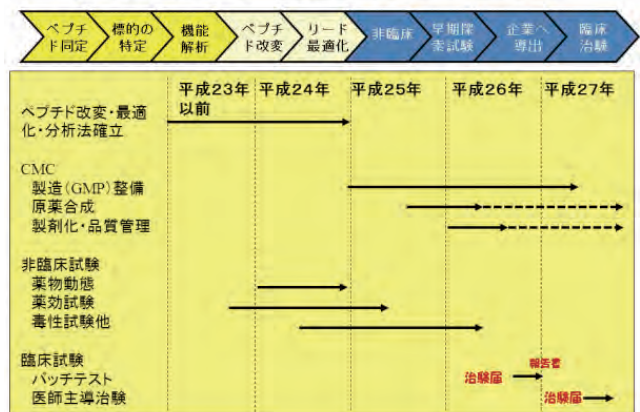 ペプチ
ド同定
標的の
特定
機能
解析
ペプチ
ド改変
リード
最適化
非臨床
早期探
索試験
企業へ
導出
臨床
治験
平成23年
以前
平成24年
平成25年
平成26年
平成27年
ペプチド改変・最適
化・分析法確立
CMC
製造(GMP)整備
原薬合成
製剤化・品質管理
非臨床試験
薬物動態
薬効試験
毒性試験他
臨床試験
パッチテスト
治験届
報告書
医師主導治験
治験届